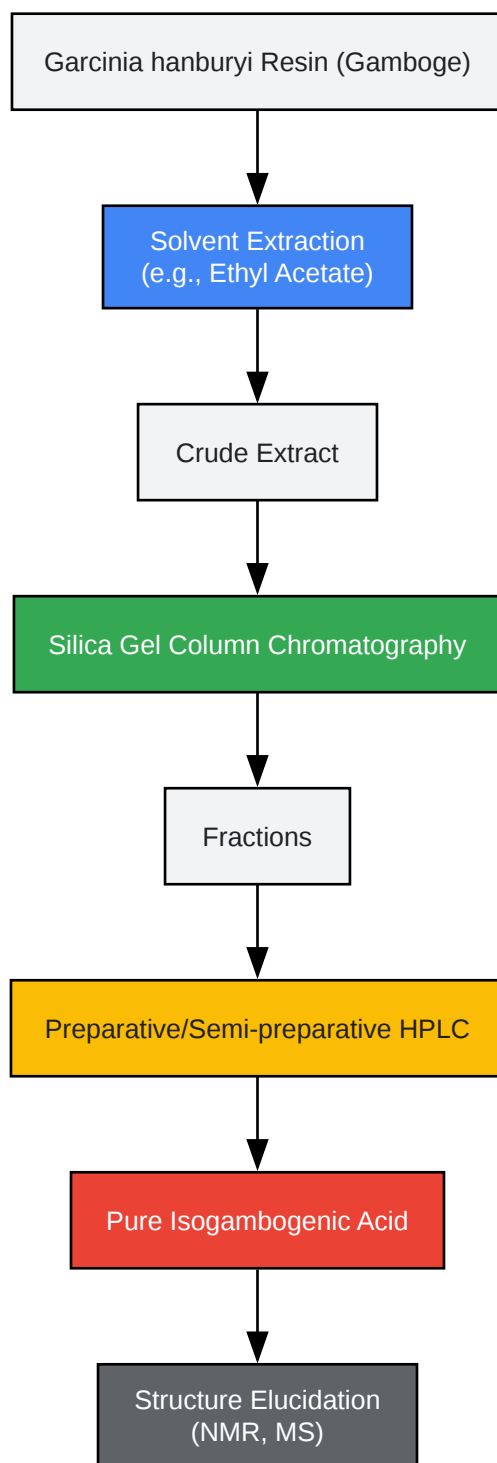 Garcinia hanburyi Resin (Gamboge)
Solvent Extraction
(e.g., Ethyl Acetate)
Crude Extract
Silica Gel Column Chromatography
Fractions
Preparative/Semi-preparative HPLC
Pure Isogambogenic Acid
Structure Elucidation
(NMR, MS)